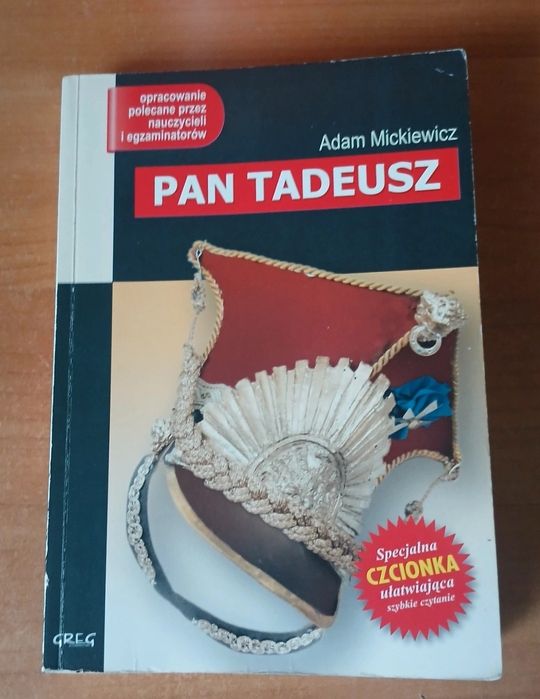 opracowanie
polecane przez
nauczycieli
i egzaminatorów
Adam Mickiewicz
PAN TADEUSZ
Specjalna
CZCIONKA
ułatwiająca
szybkie czytanie
GREG